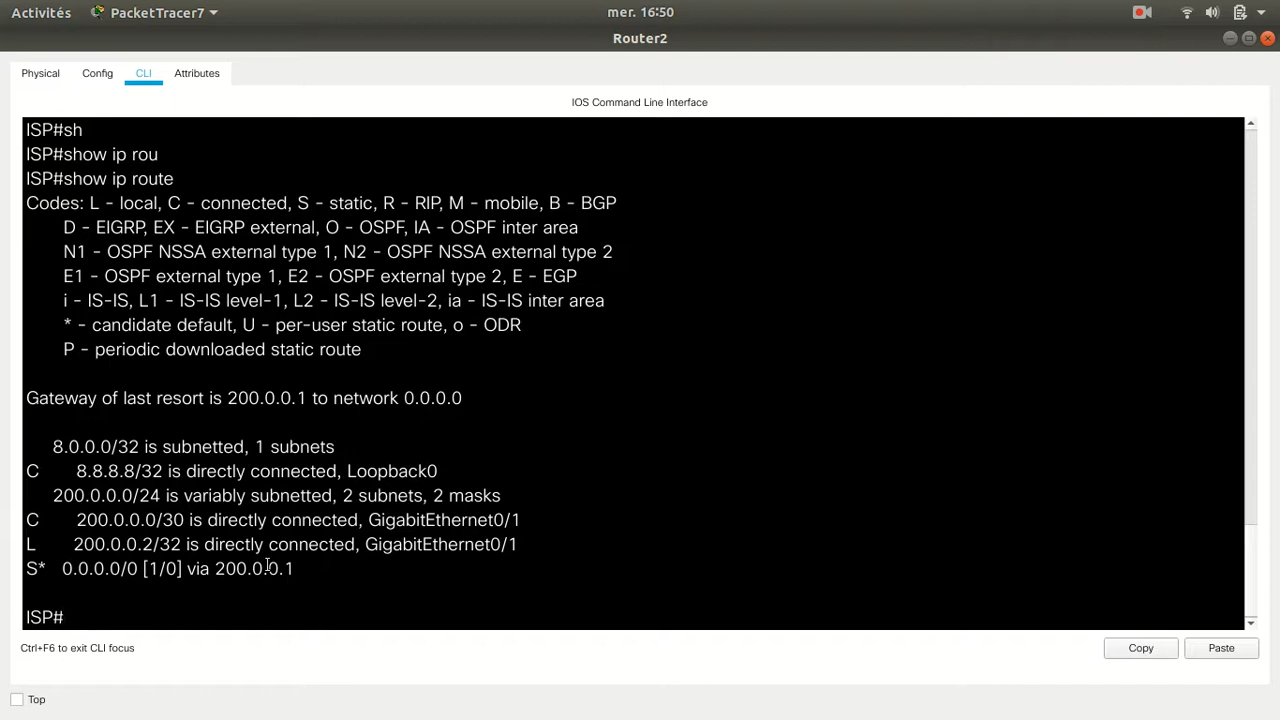 Activités PacketTracer7 mer. 16:50
Router2
Physical Config CLI Attributes
IOS Command Line Interface
ISP#sh
ISP#show ip rou
ISP#show ip route
Codes: L - local, C - connected, S - static, R - RIP, M - mobile, B - BGP
D - EIGRP, EX - EIGRP external, O - OSPF, IA - OSPF inter area
N1 - OSPF NSSA external type 1, N2 - OSPF NSSA external type 2
E1 - OSPF external type 1, E2 - OSPF external type 2, E - EGP
i - IS-IS, L1 - IS-IS level-1, L2 - IS-IS level-2, ia - IS-IS inter area
* - candidate default, U - per-user static route, o - ODR
P - periodic downloaded static route
Gateway of last resort is 200.0.0.1 to network 0.0.0.0
8.0.0.0/32 is subnetted, 1 subnets
C 8.8.8.8/32 is directly connected, Loopback0
200.0.0.0/24 is variably subnetted, 2 subnets, 2 masks
C 200.0.0.0/30 is directly connected, GigabitEthernet0/1
L 200.0.0.2/32 is directly connected, GigabitEthernet0/1
S* 0.0.0.0/0 [1/0] via 200.0.0.1
ISP#
Ctrl+F6 to exit CLI focus Copy Paste
Top